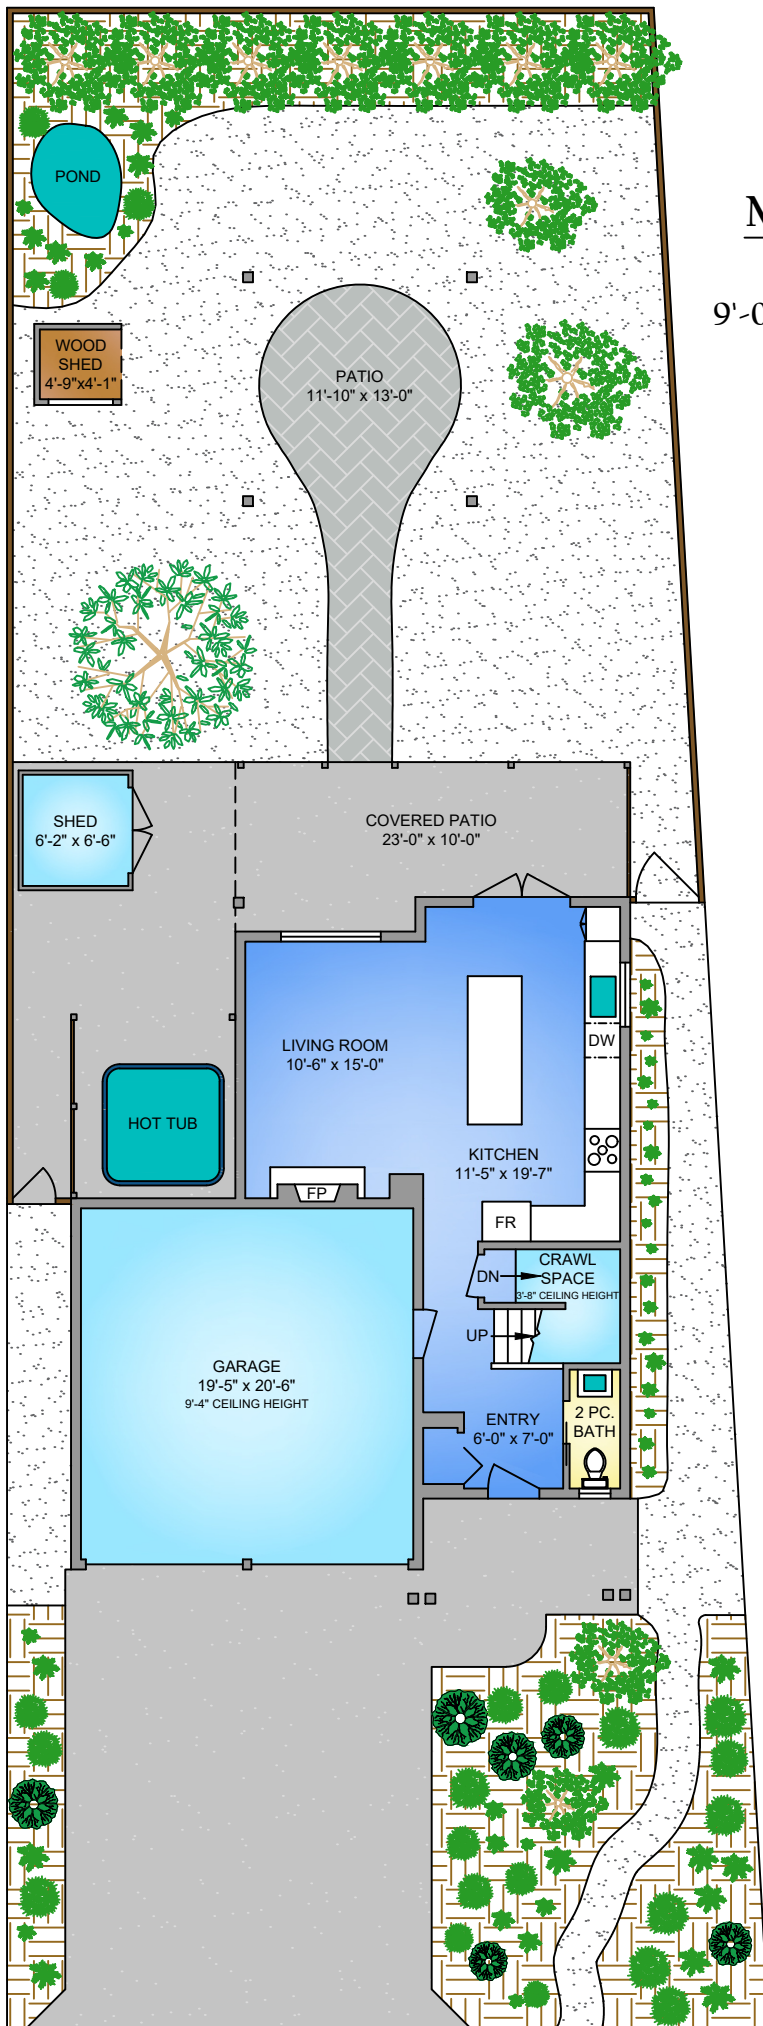 POND
M
9'-0
WOOD
SHED
4'-9"x4'-1"
PATIO
11'-10" x 13'-0"
SHED
6'-2" x 6'-6"
COVERED PATIO
23'-0" x 10'-0"
LIVING ROOM
10'-6" x 15'-0"
DW
HOT TUB
KITCHEN
11'-5" x 19'-7"
FP
FR
CRAWL
SPACE
3'-8" CEILING HEIGHT
DN
UP
GARAGE
19'-5" x 20'-6"
9'-4" CEILING HEIGHT
ENTRY
6'-0" x 7'-0"
2 PC.
BATH